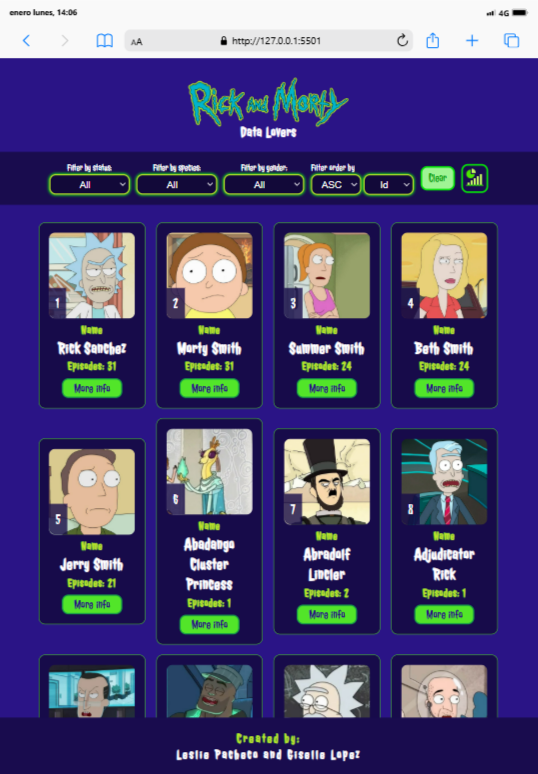 enero lunes, 14:06
4G
AA
http://127.0.0.1:5501
Rick and Morty
Data Lovers
Filter by status:
Filter by species:
Filter by gender:
Filter order by
All
All
All
ASC
Id
Clear
1
2
3
4
Name
Name
Name
Name
Rick Sanchez
Morty Smith
Summer Smith
Beth Smith
Episodes: 31
Episodes: 31
Episodes: 24
Episodes: 24
More info
More info
More info
More info
5
Name
Jerry Smith
Episodes: 21
More info
6
Name
Abadango
Cluster
Princess
Episodes: 1
More info
7
Name
Abradolf
Lincler
Episodes: 2
More info
8
Name
Adjudicator
Rick
Episodes: 1
More info
Created by:
Leslie Pacheco and Giselle Lopez